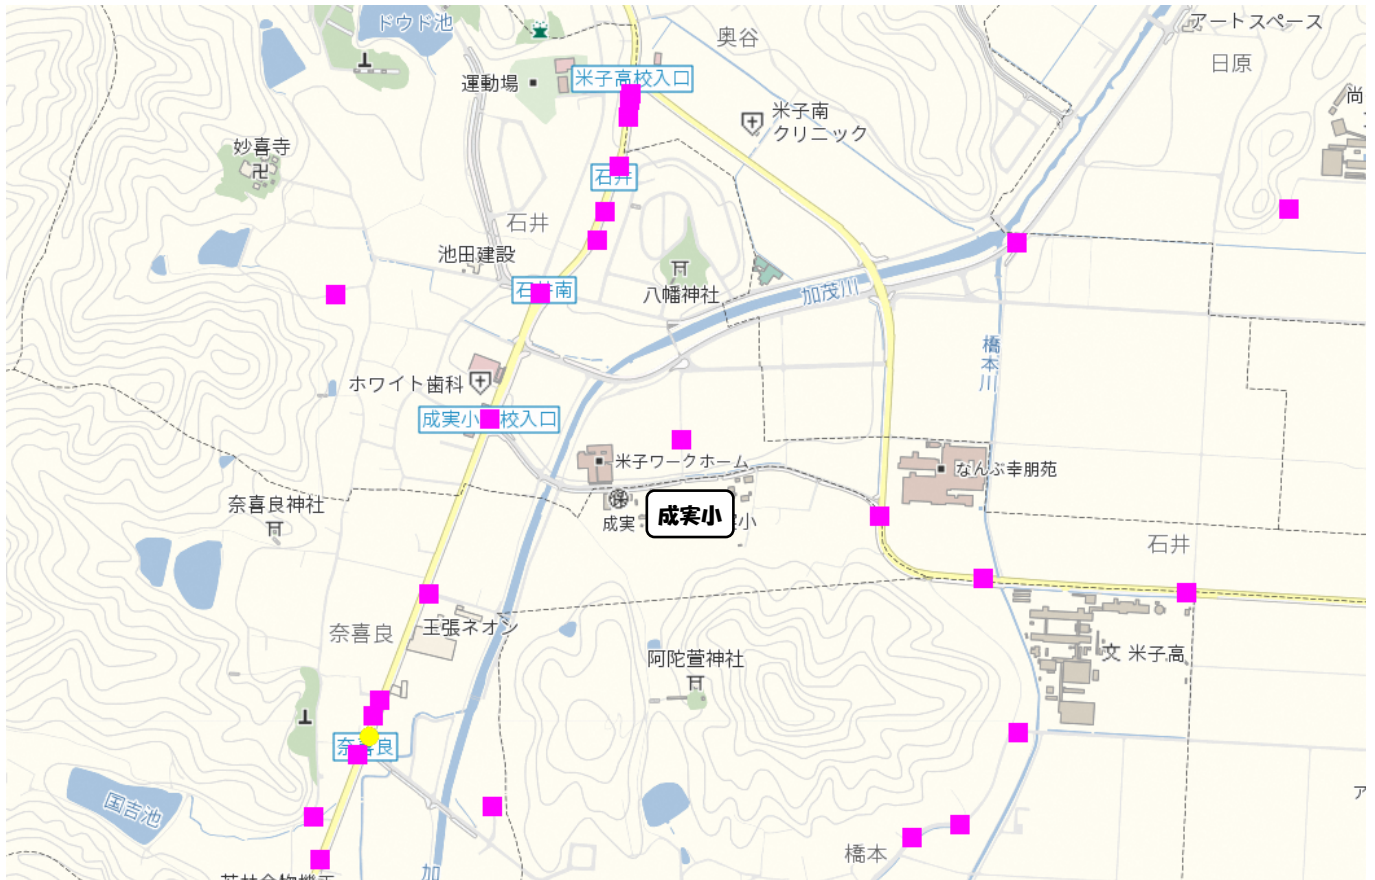 ドウド池
アートスペース
奥谷
日原
米子高校入口
運動場
尚
米子南
クリニック
妙喜寺
石井
石井
池田建設
石井南
八幡神社
加茂川
橋本川
ホワイト歯科
成実小
校入口
米子ワークホーム
なんぶ幸朋苑
奈喜良神社
成実
成実小
小
石井
奈喜良
玉張ネオン
阿陀萱神社
文 米子高
奈喜良
国吉池
ア
橋本
加